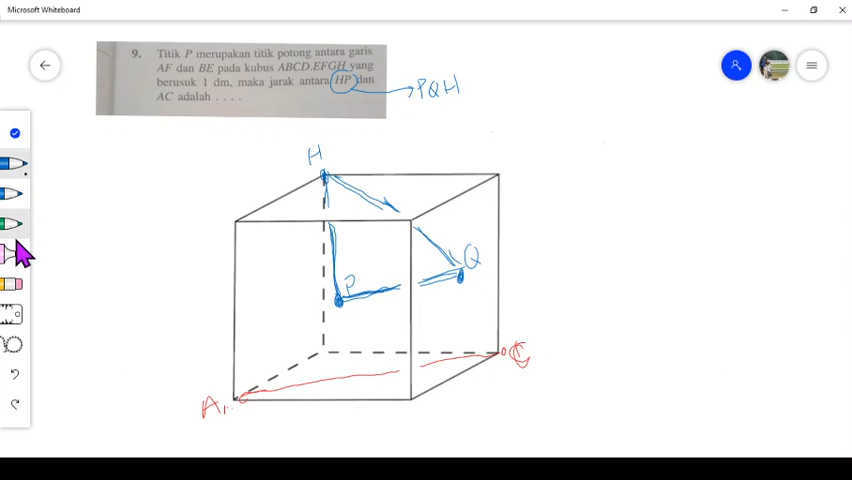 Microsoft Whiteboard
9. Titik P merupakan titik potong antara garis
AF dan BE pada kubus ABCD.EFGH yang
berusuk 1 dm, maka jarak antara HP dan
AC adalah . . . .
PQH
H
P
Q
A
C